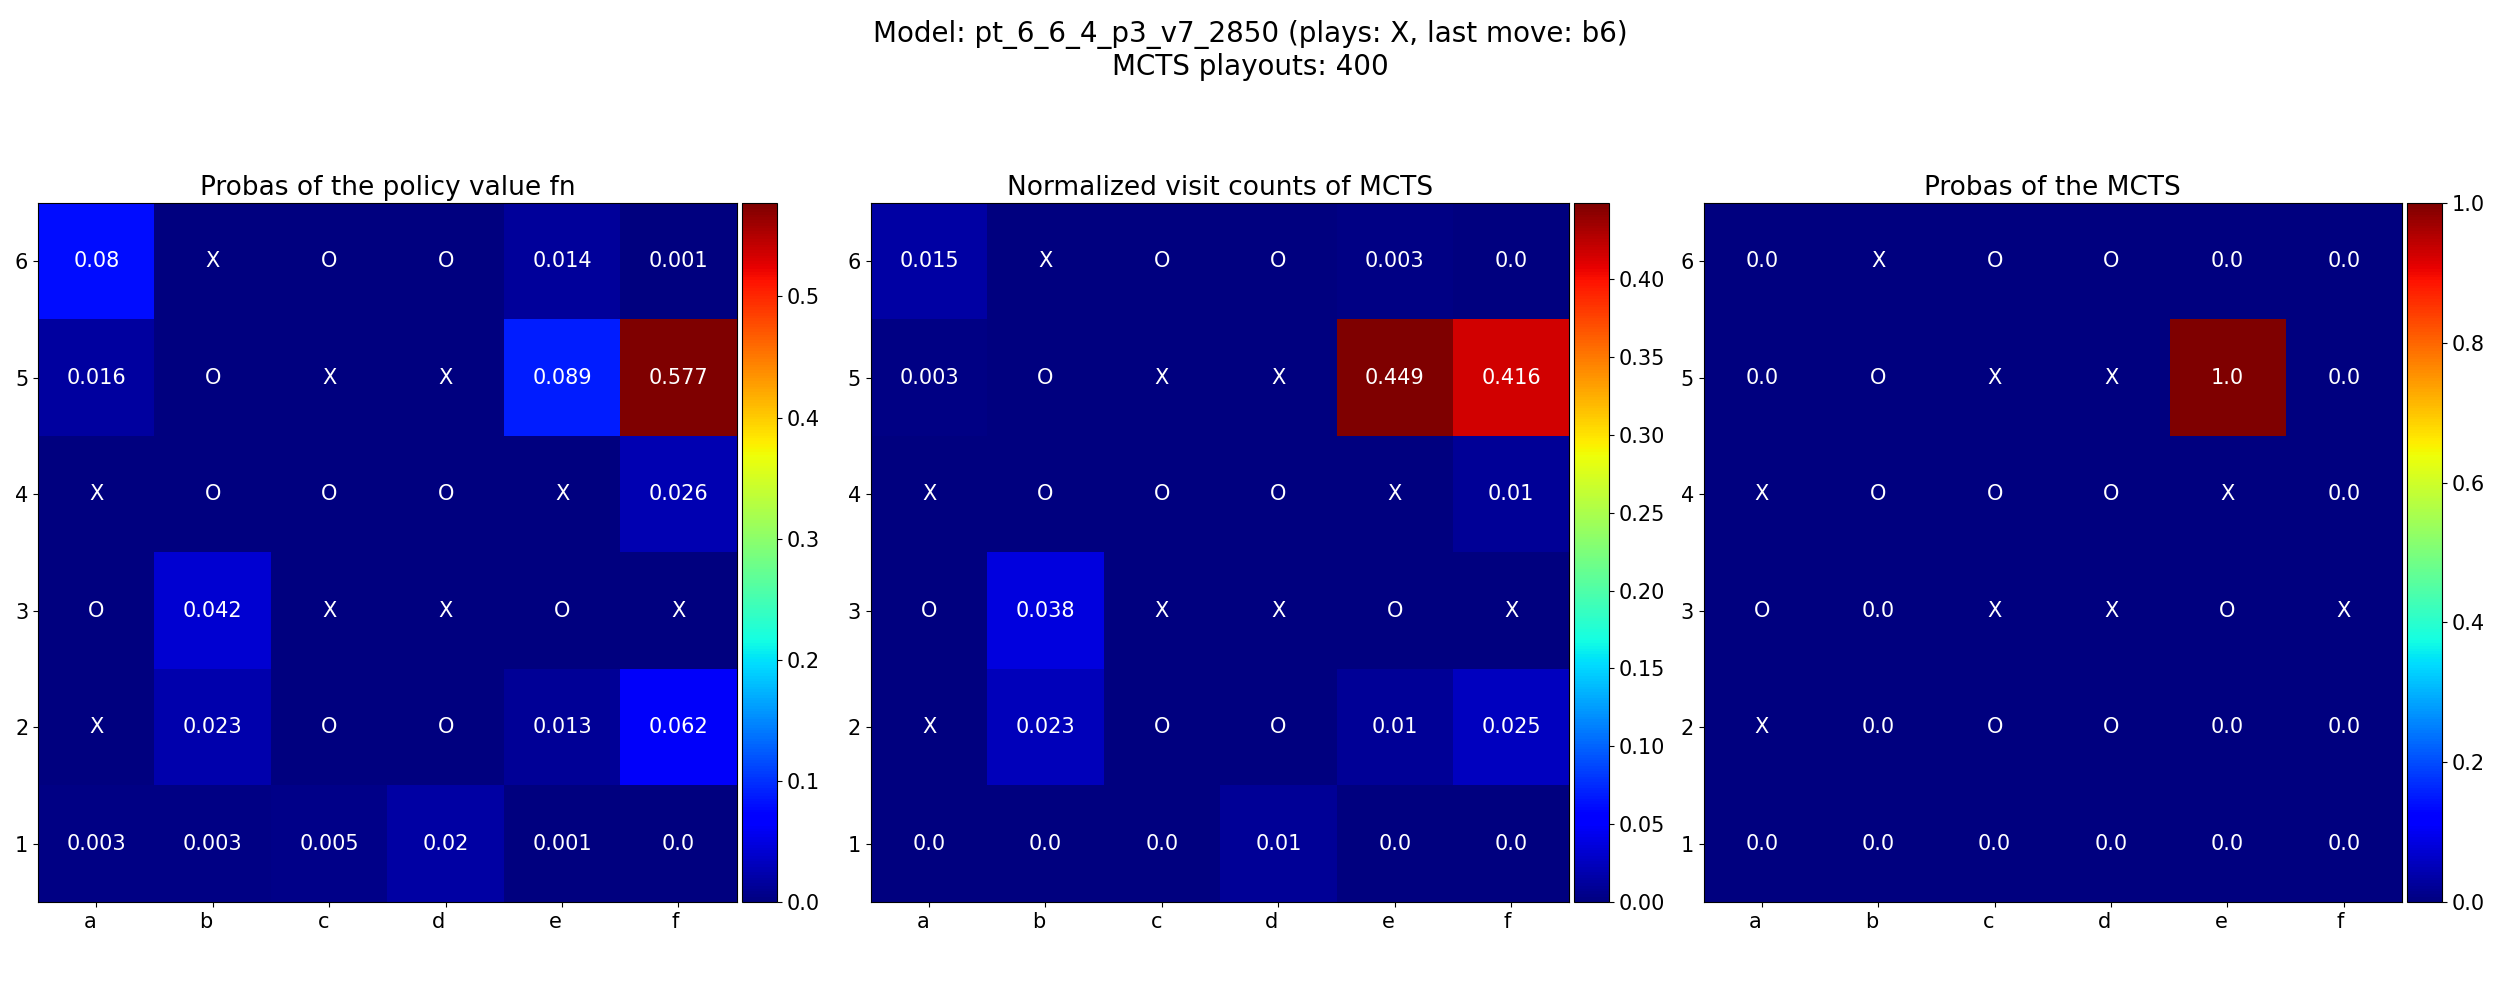 Model: pt_6_6_4_p3_v7_2850 (plays: X, last move: b6)
MCTS playouts: 400
Probas of the policy value fn
6 0.08 X O O 0.014 0.001
5 0.016 O X X 0.089 0.577
4 X O O O X 0.026
3 O 0.042 X X O X
2 X 0.023 O O 0.013 0.062
1 0.003 0.003 0.005 0.02 0.001 0.0
a b c d e f
0.5
0.4
0.3
0.2
0.1
0.0
Normalized visit counts of MCTS
6 0.015 X O O 0.003 0.0
5 0.003 O X X 0.449 0.416
4 X O O O X 0.01
3 O 0.038 X X O X
2 X 0.023 O O 0.01 0.025
1 0.0 0.0 0.0 0.01 0.0 0.0
a b c d e f
0.40
0.35
0.30
0.25
0.20
0.15
0.10
0.05
0.00
Probas of the MCTS
6 0.0 X O O 0.0 0.0
5 0.0 O X X 1.0 0.0
4 X O O O X 0.0
3 O 0.0 X X O X
2 X 0.0 O O 0.0 0.0
1 0.0 0.0 0.0 0.0 0.0 0.0
a b c d e f
1.0
0.8
0.6
0.4
0.2
0.0